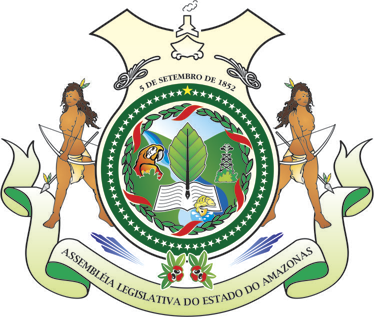 5 DE SETEMBRO DE 1852
ASSEMBLÉIA LEGISLATIVA DO ESTADO DO AMAZONAS